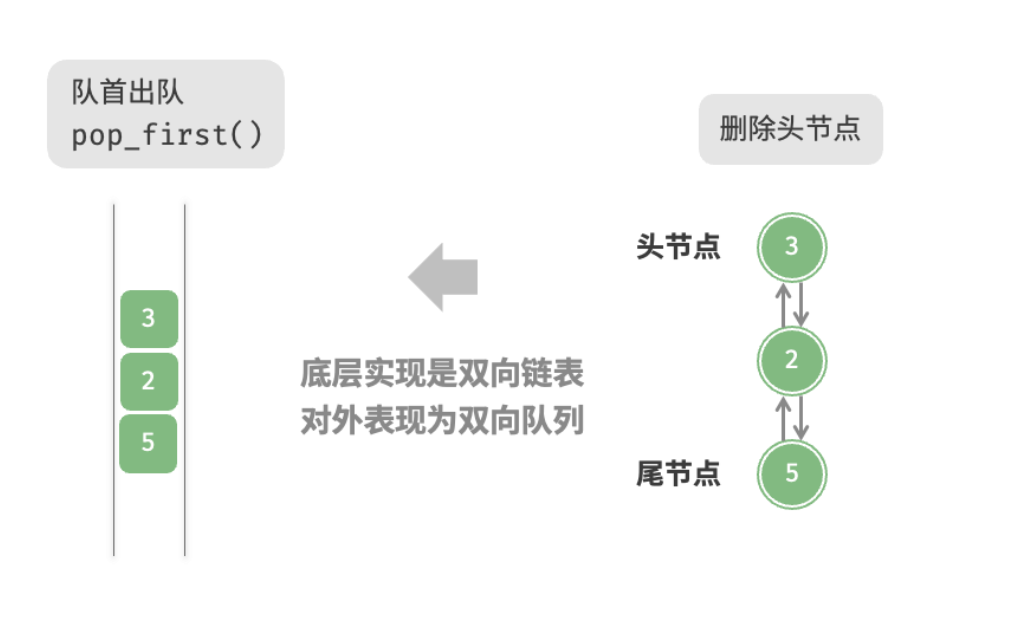 队首出队
pop_first()
删除头节点
头节点
3
2
5
尾节点
3
2
5
底层实现是双向链表
对外表现为双向队列